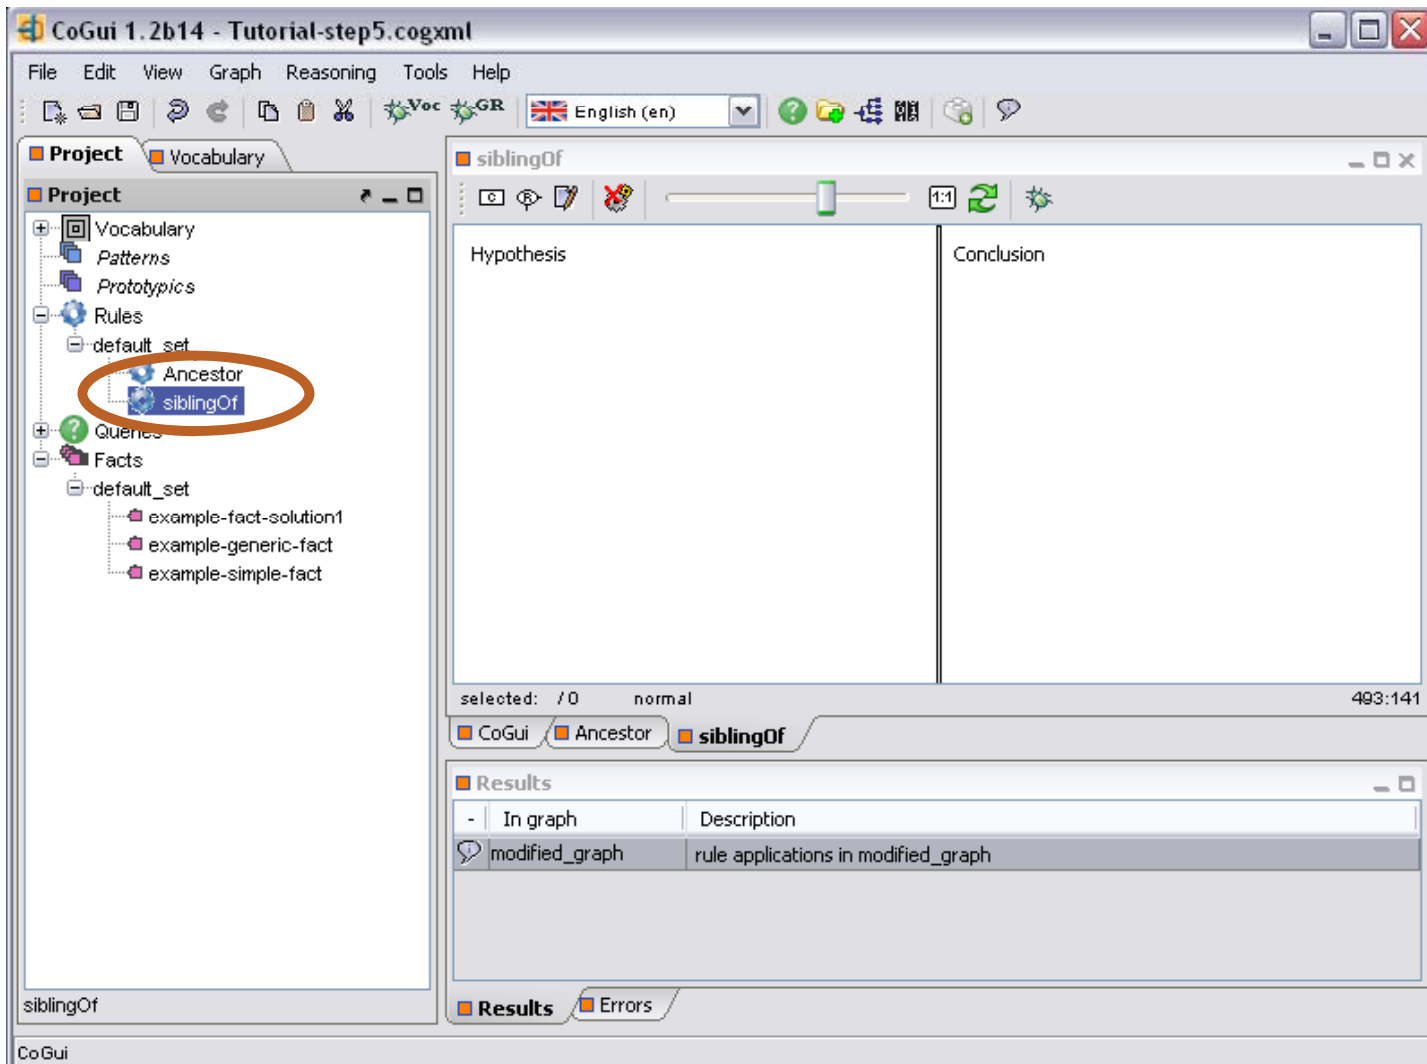 CoGui 1.2b14 - Tutorial-step5.cogxml
File Edit View Graph Reasoning Tools Help
Voc GR English (en)
Project Vocabulary
Project
Vocabulary
Patterns
Prototypics
Rules
default_set
Ancestor
siblingOf
Queries
Facts
default_set
example-fact-solution1
example-generic-fact
example-simple-fact
siblingOf
siblingOf
C R 1:1
Hypothesis Conclusion
selected: / 0 normal 493:141
CoGui Ancestor siblingOf
Results
- In graph Description
modified_graph rule applications in modified_graph
Results Errors
CoGui